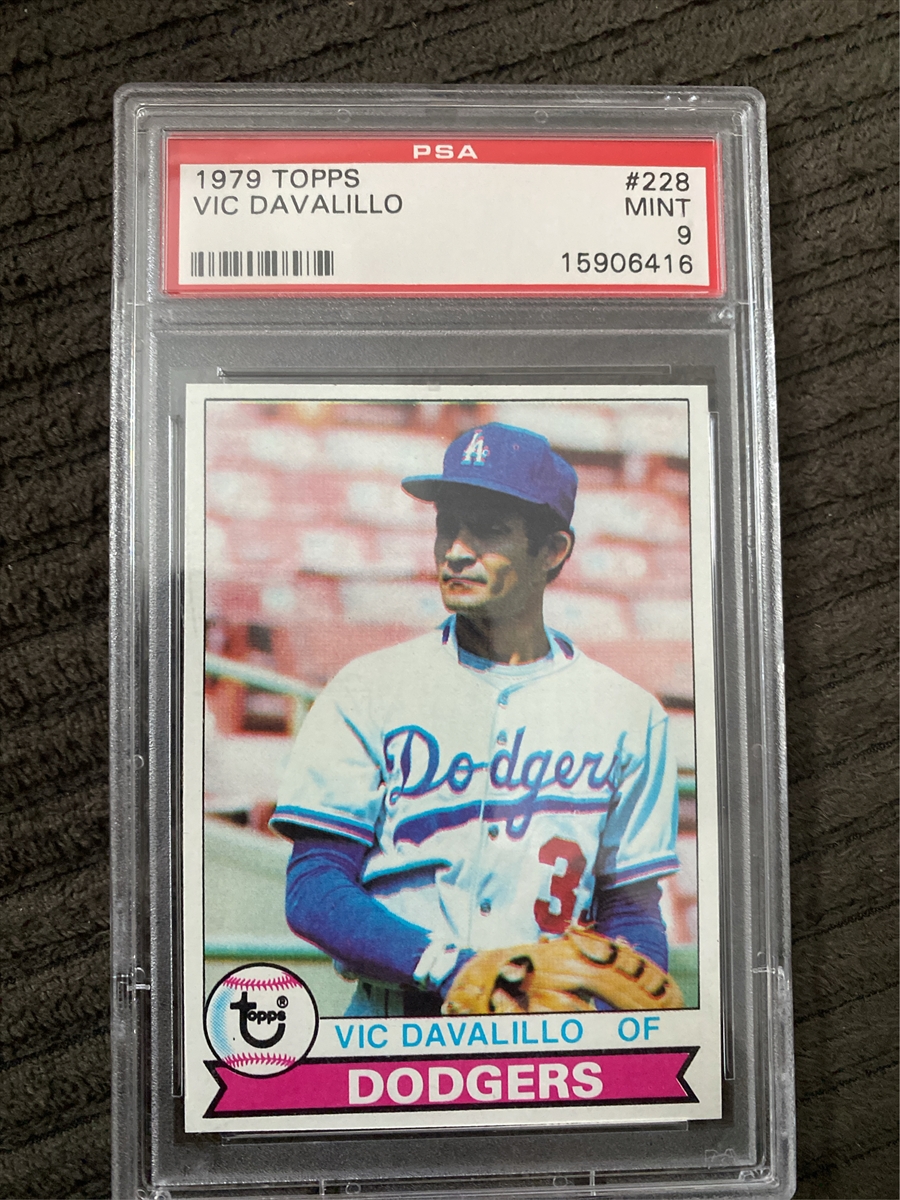 PSA
1979 TOPPS #228
VIC DAVALILLO MINT
9
15906416
LA
Dodgers
3
topps®
VIC DAVALILLO OF
DODGERS